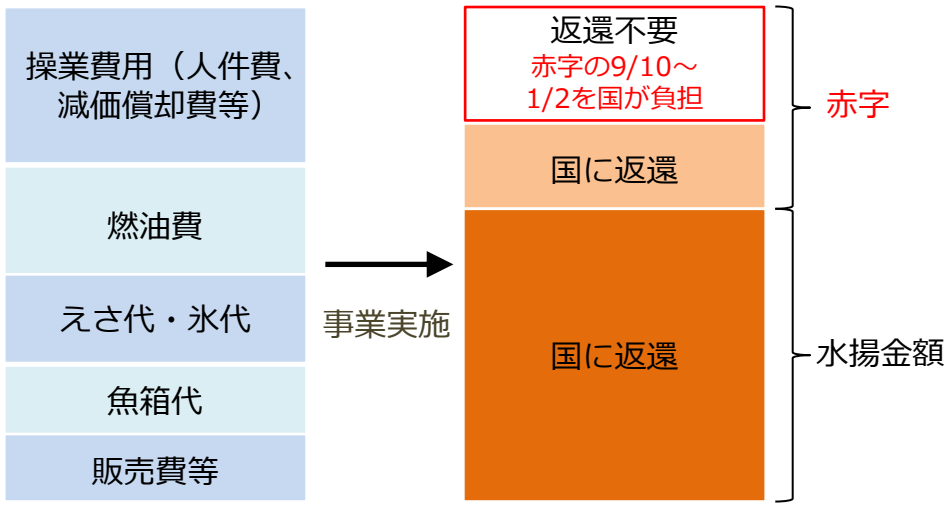 操業費用（人件費、
減価償却費等）
燃油費
えさ代・氷代
魚箱代
販売費等
事業実施
返還不要
赤字の9/10～
1/2を国が負担
国に返還
国に返還
赤字
水揚金額